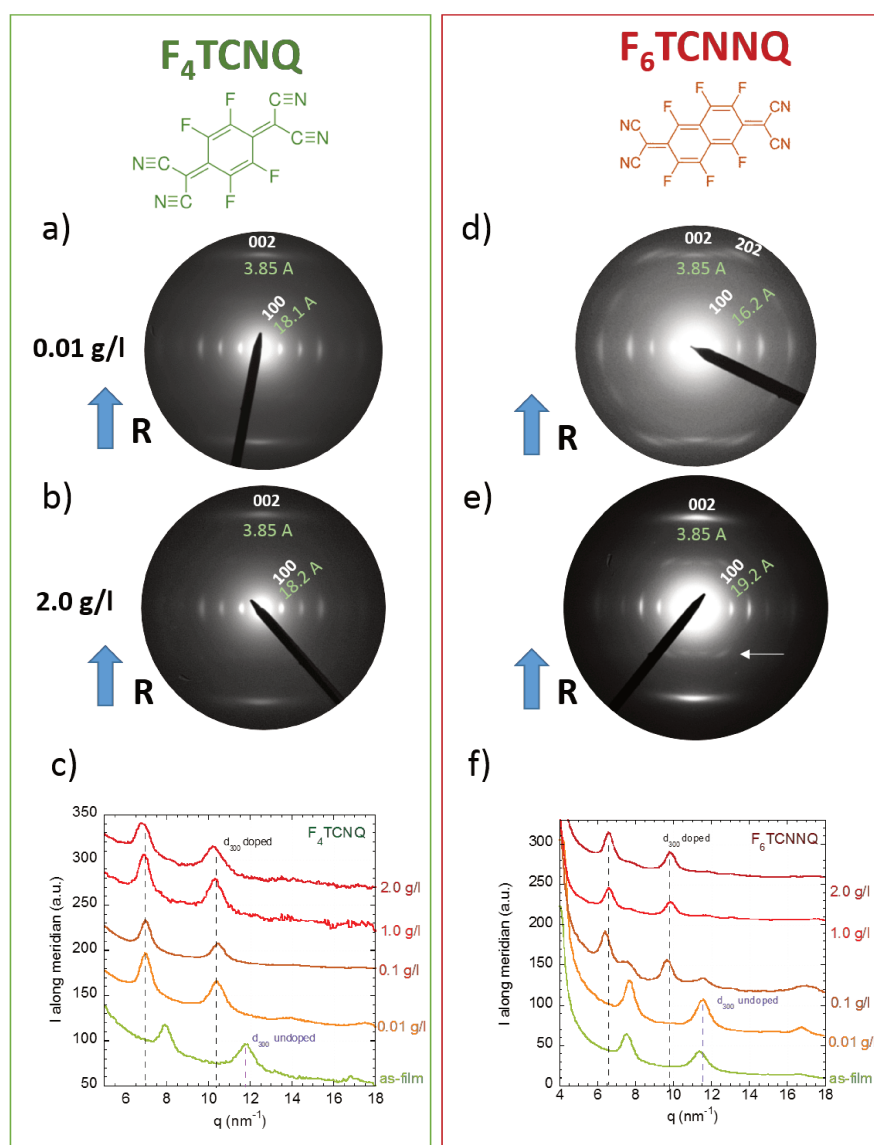 F4TCNQ
F
F
C≡N
C≡N
N≡C
N≡C
F
F
F6TCNNQ
F
F
F
CN
CN
NC
NC
F
F
F
a)
002
3.85 A
100
18.1 A
0.01 g/l
R
d)
002
202
3.85 A
100
16.2 A
R
b)
002
3.85 A
100
18.2 A
2.0 g/l
R
e)
002
3.85 A
100
19.2 A
R
c)
350
300
250
200
150
100
50
I along meridian (a.u.)
d300 doped
F4TCNQ
2.0 g/l
1.0 g/l
0.1 g/l
0.01 g/l
d300 undoped
as-film
6 8 10 12 14 16 18
q (nm-1)
f)
300
250
200
150
100
50
0
I along meridian (a.u.)
d300 doped
F6TCNNQ
2.0 g/l
1.0 g/l
0.1 g/l
d300 undoped
0.01 g/l
as-film
4 6 8 10 12 14 16 18
q (nm-1)